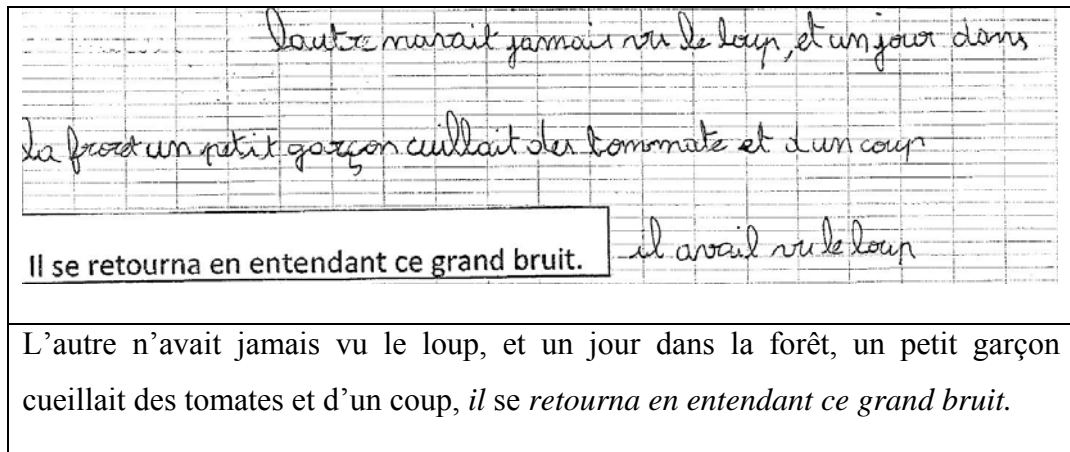 lautre navait jamais vu le loup, et un jour dans
la froet un petit garçon cuillait des tommate et dun coup
Il se retourna en entendant ce grand bruit. il avail vu le loup
L’autre n’avait jamais vu le loup, et un jour dans la forêt, un petit garçon
cueillait des tomates et d’un coup, il se retourna en entendant ce grand bruit.